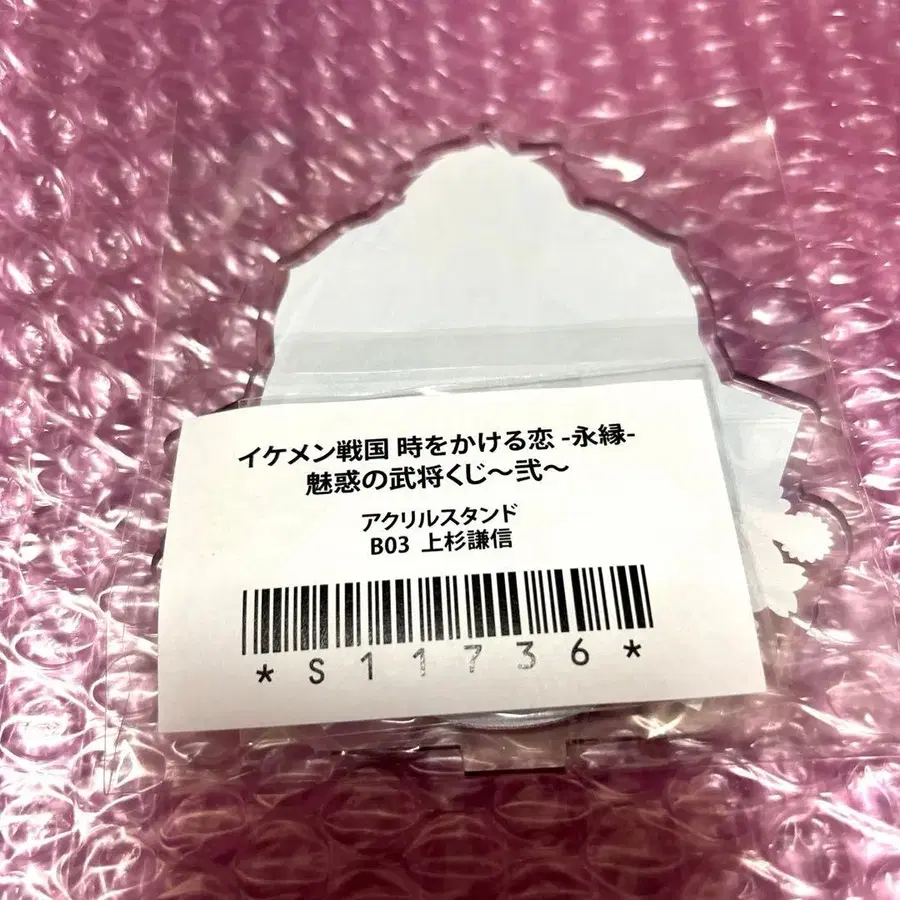 イケメン戦国 時をかける恋 -永縁-
魅惑の武将くじ～弐～
アクリルスタンド
B03 上杉謙信
*S11736*